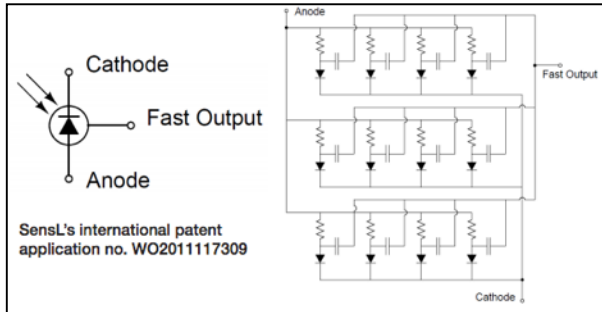 Cathode
Fast Output
Anode
SensL's international patent
application no. WO2011117309
Anode
Fast Output
Cathode